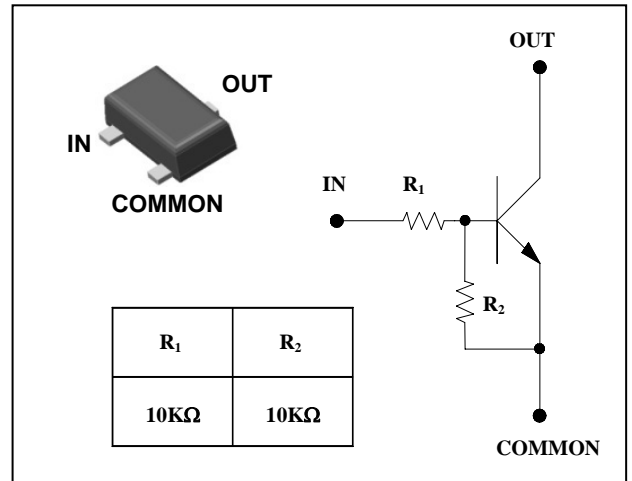 OUT
IN
COMMON
OUT
IN
R₁
R₂
COMMON
R₁ R₂
10KΩ 10KΩ